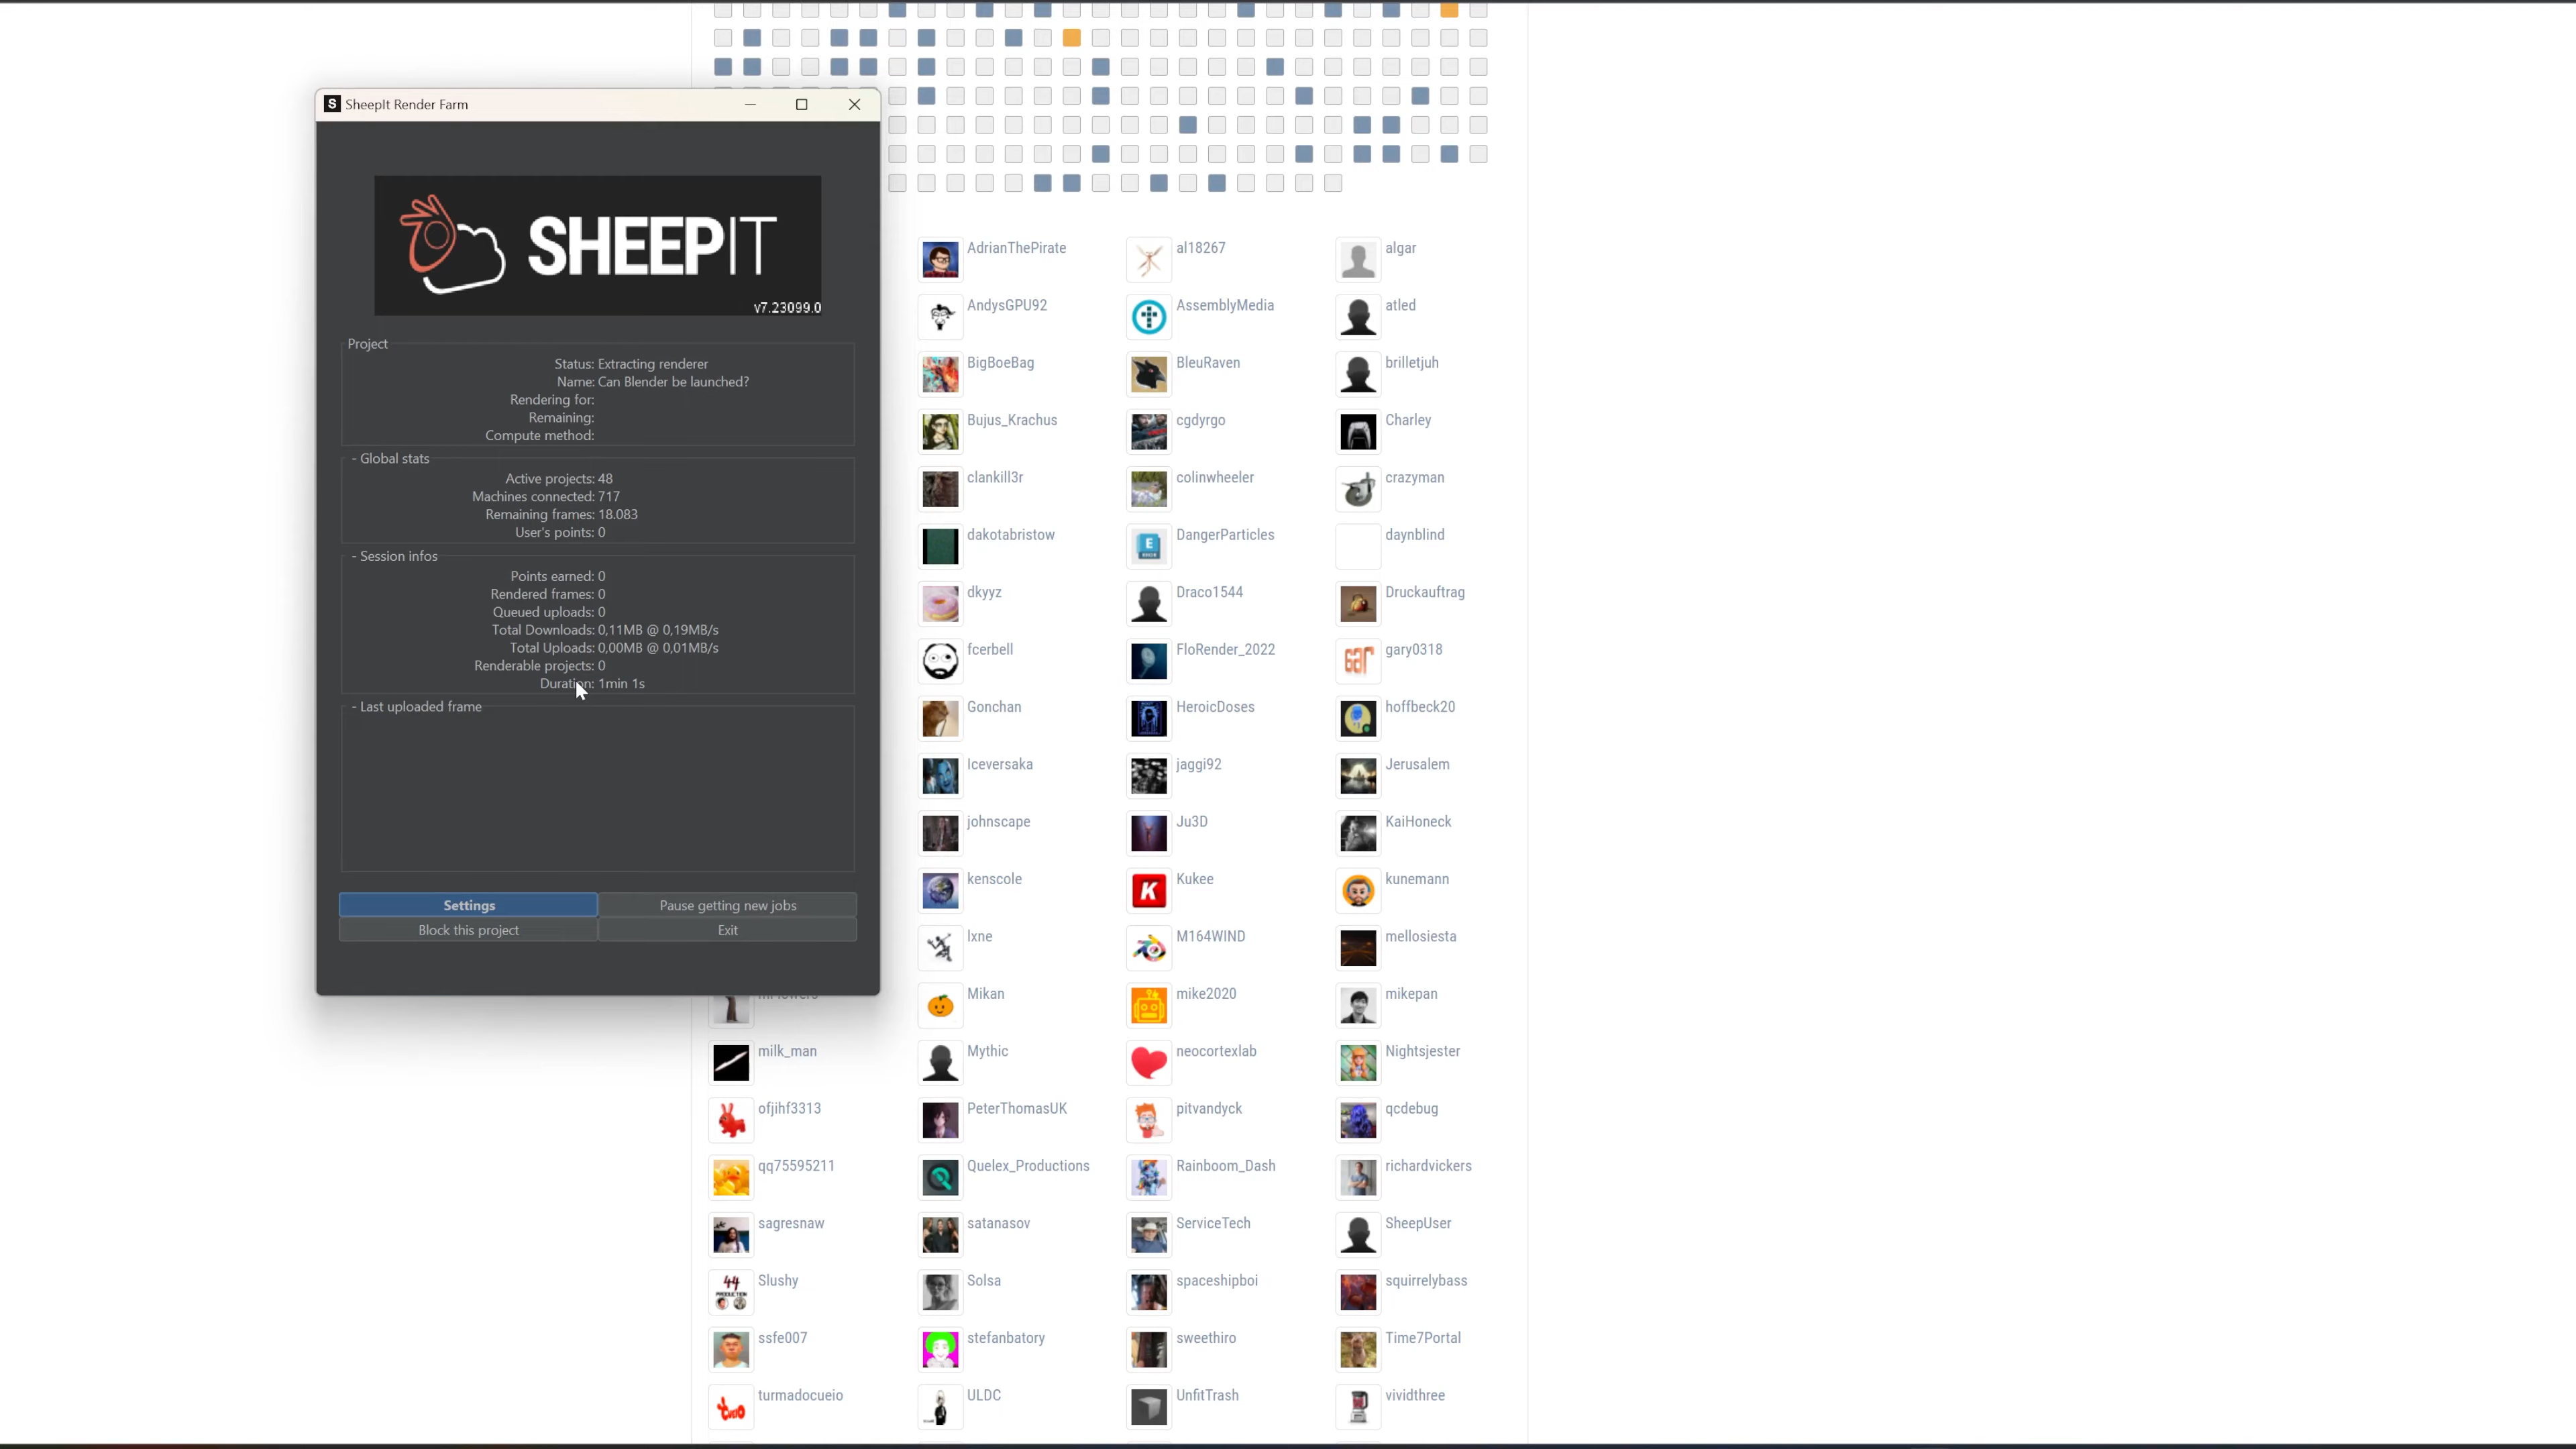 SheepIt Render Farm
SHEEPIT
v7.23099.0
Project
Status: Extracting renderer
Name: Can Blender be launched?
Rendering for:
Remaining:
Compute method:
- Global stats
Active projects: 48
Machines connected: 717
Remaining frames: 18.083
User's points: 0
- Session infos
Points earned: 0
Rendered frames: 0
Queued uploads: 0
Total Downloads: 0,11MB @ 0,19MB/s
Total Uploads: 0,00MB @ 0,01MB/s
Renderable projects: 0
Duration: 1min 1s
- Last uploaded frame
Settings
Pause getting new jobs
Block this project
Exit
AdrianThePirate al18267 algar
AndysGPU92 AssemblyMedia atled
BigBoeBag BleuRaven brilletjuh
Bujus_Krachus cgdyrgo Charley
clankill3r colinwheeler crazyman
dakotabristow DangerParticles daynblind
dkyyz Draco1544 Druckauftrag
fcerbell FloRender_2022 gary0318
Gonchan HeroicDoses hoffbeck20
Iceversaka jaggi92 Jerusalem
johnscape Ju3D KaiHoneck
kenscole Kukee kunemann
lxne M164WIND mellosiesta
Mikan mike2020 mikepan
milk_man Mythic neocortexlab Nightsjester
ofjihf3313 PeterThomasUK pitvandyck qcdebug
qq75595211 Quelex_Productions Rainboom_Dash richardvickers
sagresnaw satanasov ServiceTech SheepUser
Slushy Solsa spaceshipboi squirrelybass
ssfe007 stefanbatory sweethiro Time7Portal
turmadocueio ULDC UnfitTrash vividthree